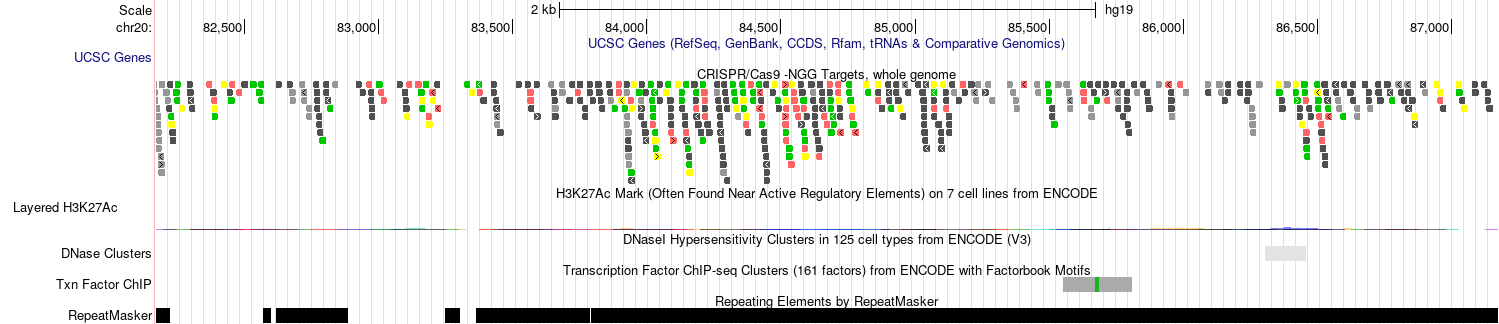 Scale 2 kb hg19
chr20: 82,500 83,000 83,500 84,000 84,500 85,000 85,500 86,000 86,500 87,000
UCSC Genes (RefSeq, GenBank, CCDS, Rfam, tRNAs & Comparative Genomics)
UCSC Genes
CRISPR/Cas9 -NGG Targets, whole genome
H3K27Ac Mark (Often Found Near Active Regulatory Elements) on 7 cell lines from ENCODE
Layered H3K27Ac
DNaseI Hypersensitivity Clusters in 125 cell types from ENCODE (V3)
DNase Clusters
Transcription Factor ChIP-seq Clusters (161 factors) from ENCODE with Factorbook Motifs
Txn Factor ChIP
Repeating Elements by RepeatMasker
RepeatMasker